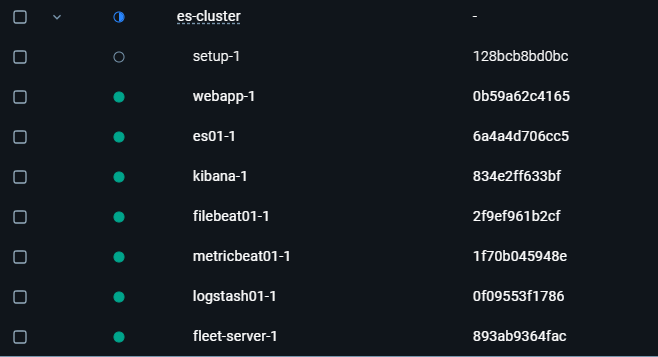 es-cluster -
setup-1 128bcb8bd0bc
webapp-1 0b59a62c4165
es01-1 6a4a4d706cc5
kibana-1 834e2ff633bf
filebeat01-1 2f9ef961b2cf
metricbeat01-1 1f70b045948e
logstash01-1 0f09553f1786
fleet-server-1 893ab9364fac